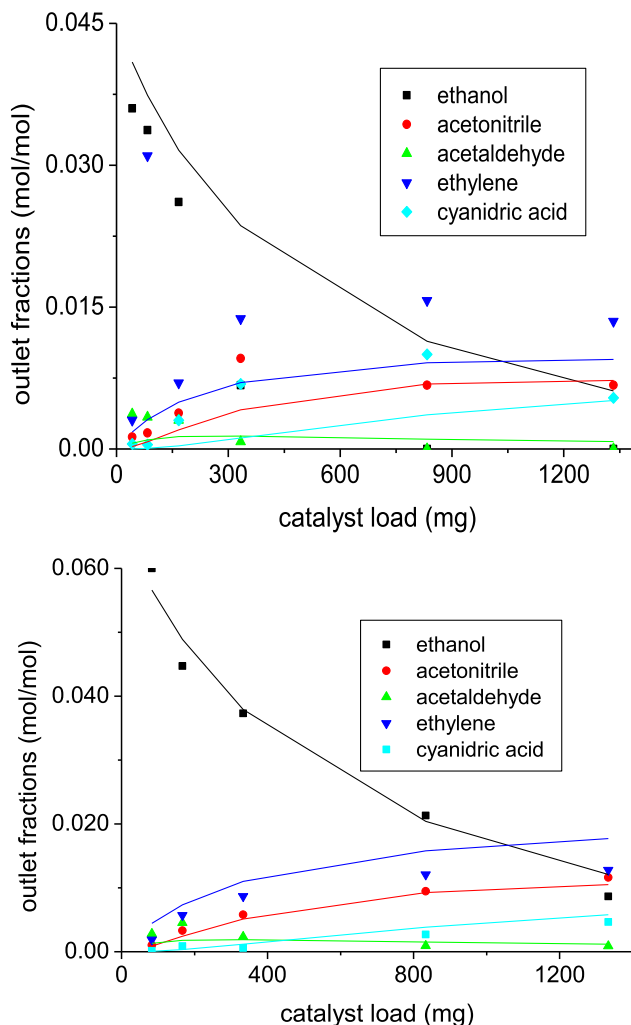 0.045
0.030
0.015
0.00
outlet fractions (mol/mol)
ethanol
acetonitrile
acetaldehyde
ethylene
cyanidric acid
0 300 600 900 1200
catalyst load (mg)
0.060
0.040
0.020
0.00
outlet fractions (mol/mol)
ethanol
acetonitrile
acetaldehyde
ethylene
cyanidric acid
0 400 800 1200
catalyst load (mg)